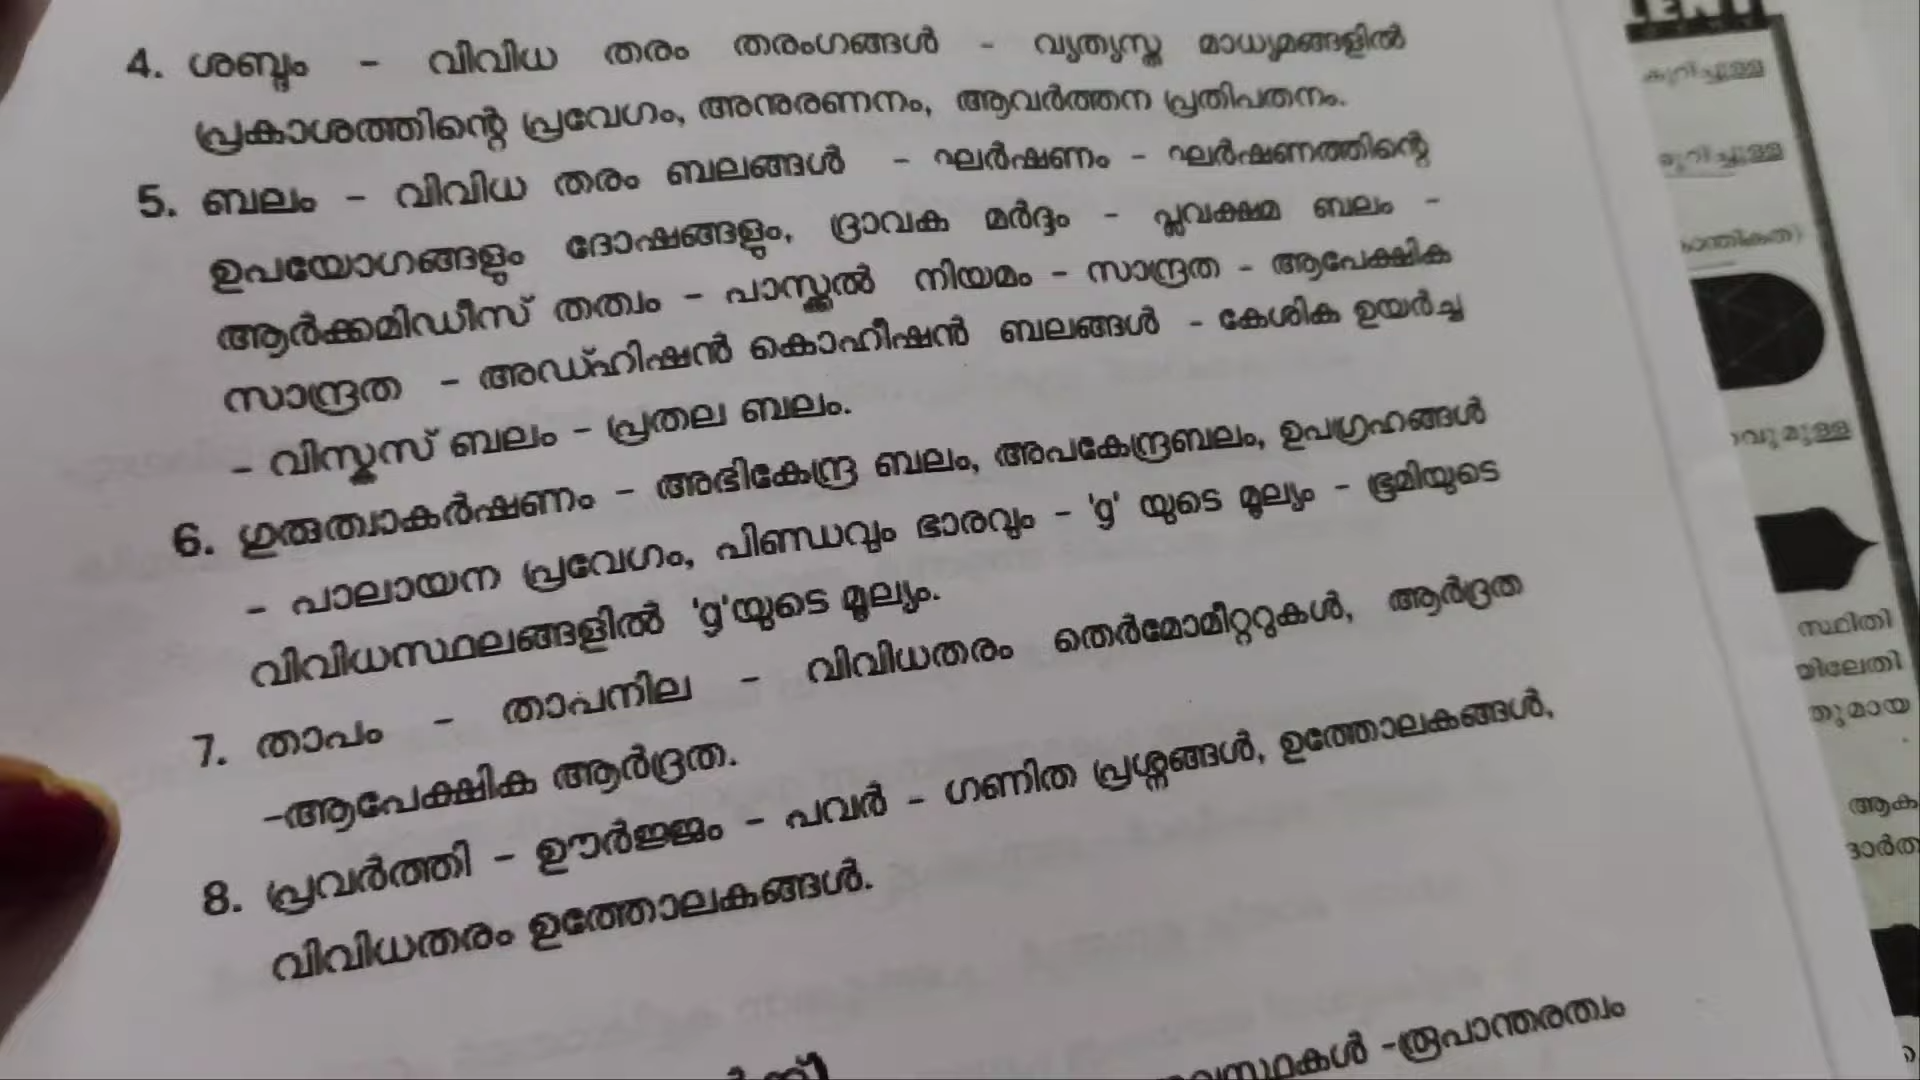 4. ശബ്ദം - വിവിധ തരം തരംഗങ്ങൾ - വ്യത്യസ്ത മാധ്യമങ്ങളിൽ
പ്രകാശത്തിന്റെ പ്രവേഗം, അനുരണനം, ആവർത്തന പ്രതിപതനം.
5. ബലം - വിവിധ തരം ബലങ്ങൾ - ഘർഷണം - ഘർഷണത്തിന്റെ
ഉപയോഗങ്ങളും ദോഷങ്ങളും, ദ്രാവക മർദ്ദം - പ്ലവക്ഷമ ബലം -
ആർക്കമിഡീസ് തത്വം - പാസ്ക്കൽ നിയമം - സാന്ദ്രത - ആപേക്ഷിക
സാന്ദ്രത - അഡ്ഹിഷൻ കൊഹീഷൻ ബലങ്ങൾ - കേശിക ഉയർച്ച
- വിസ്കസ് ബലം - പ്രതല ബലം.
6. ഗുരുത്വാകർഷണം - അഭികേന്ദ്ര ബലം, അപകേന്ദ്രബലം, ഉപഗ്രഹങ്ങൾ
- പാലായന പ്രവേഗം, പിണ്ഡവും ഭാരവും - 'g' യുടെ മൂല്യം - ഭൂമിയുടെ
വിവിധസ്ഥലങ്ങളിൽ 'g'യുടെ മൂല്യം.
7. താപം - താപനില - വിവിധതരം തെർമോമീറ്ററുകൾ, ആർദ്രത
-ആപേക്ഷിക ആർദ്രത.
8. പ്രവർത്തി - ഊർജ്ജം - പവർ - ഗണിത പ്രശ്നങ്ങൾ, ഉത്തോലകങ്ങൾ,
വിവിധതരം ഉത്തോലകങ്ങൾ.
-രൂപാന്തരത്വം
സ്ഥിതി
തുമായ